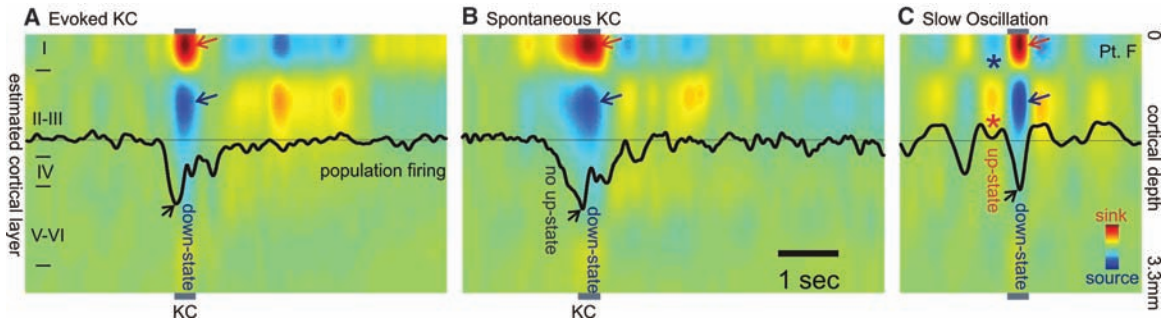 A Evoked KC
B Spontaneous KC
C Slow Oscillation
estimated cortical layer
I
II-III
IV
V-VI
population firing
down-state
KC
no up-state
down-state
1 sec
KC
Pt. F
*
*
up-state
down-state
sink
source
0
cortical depth
3.3mm